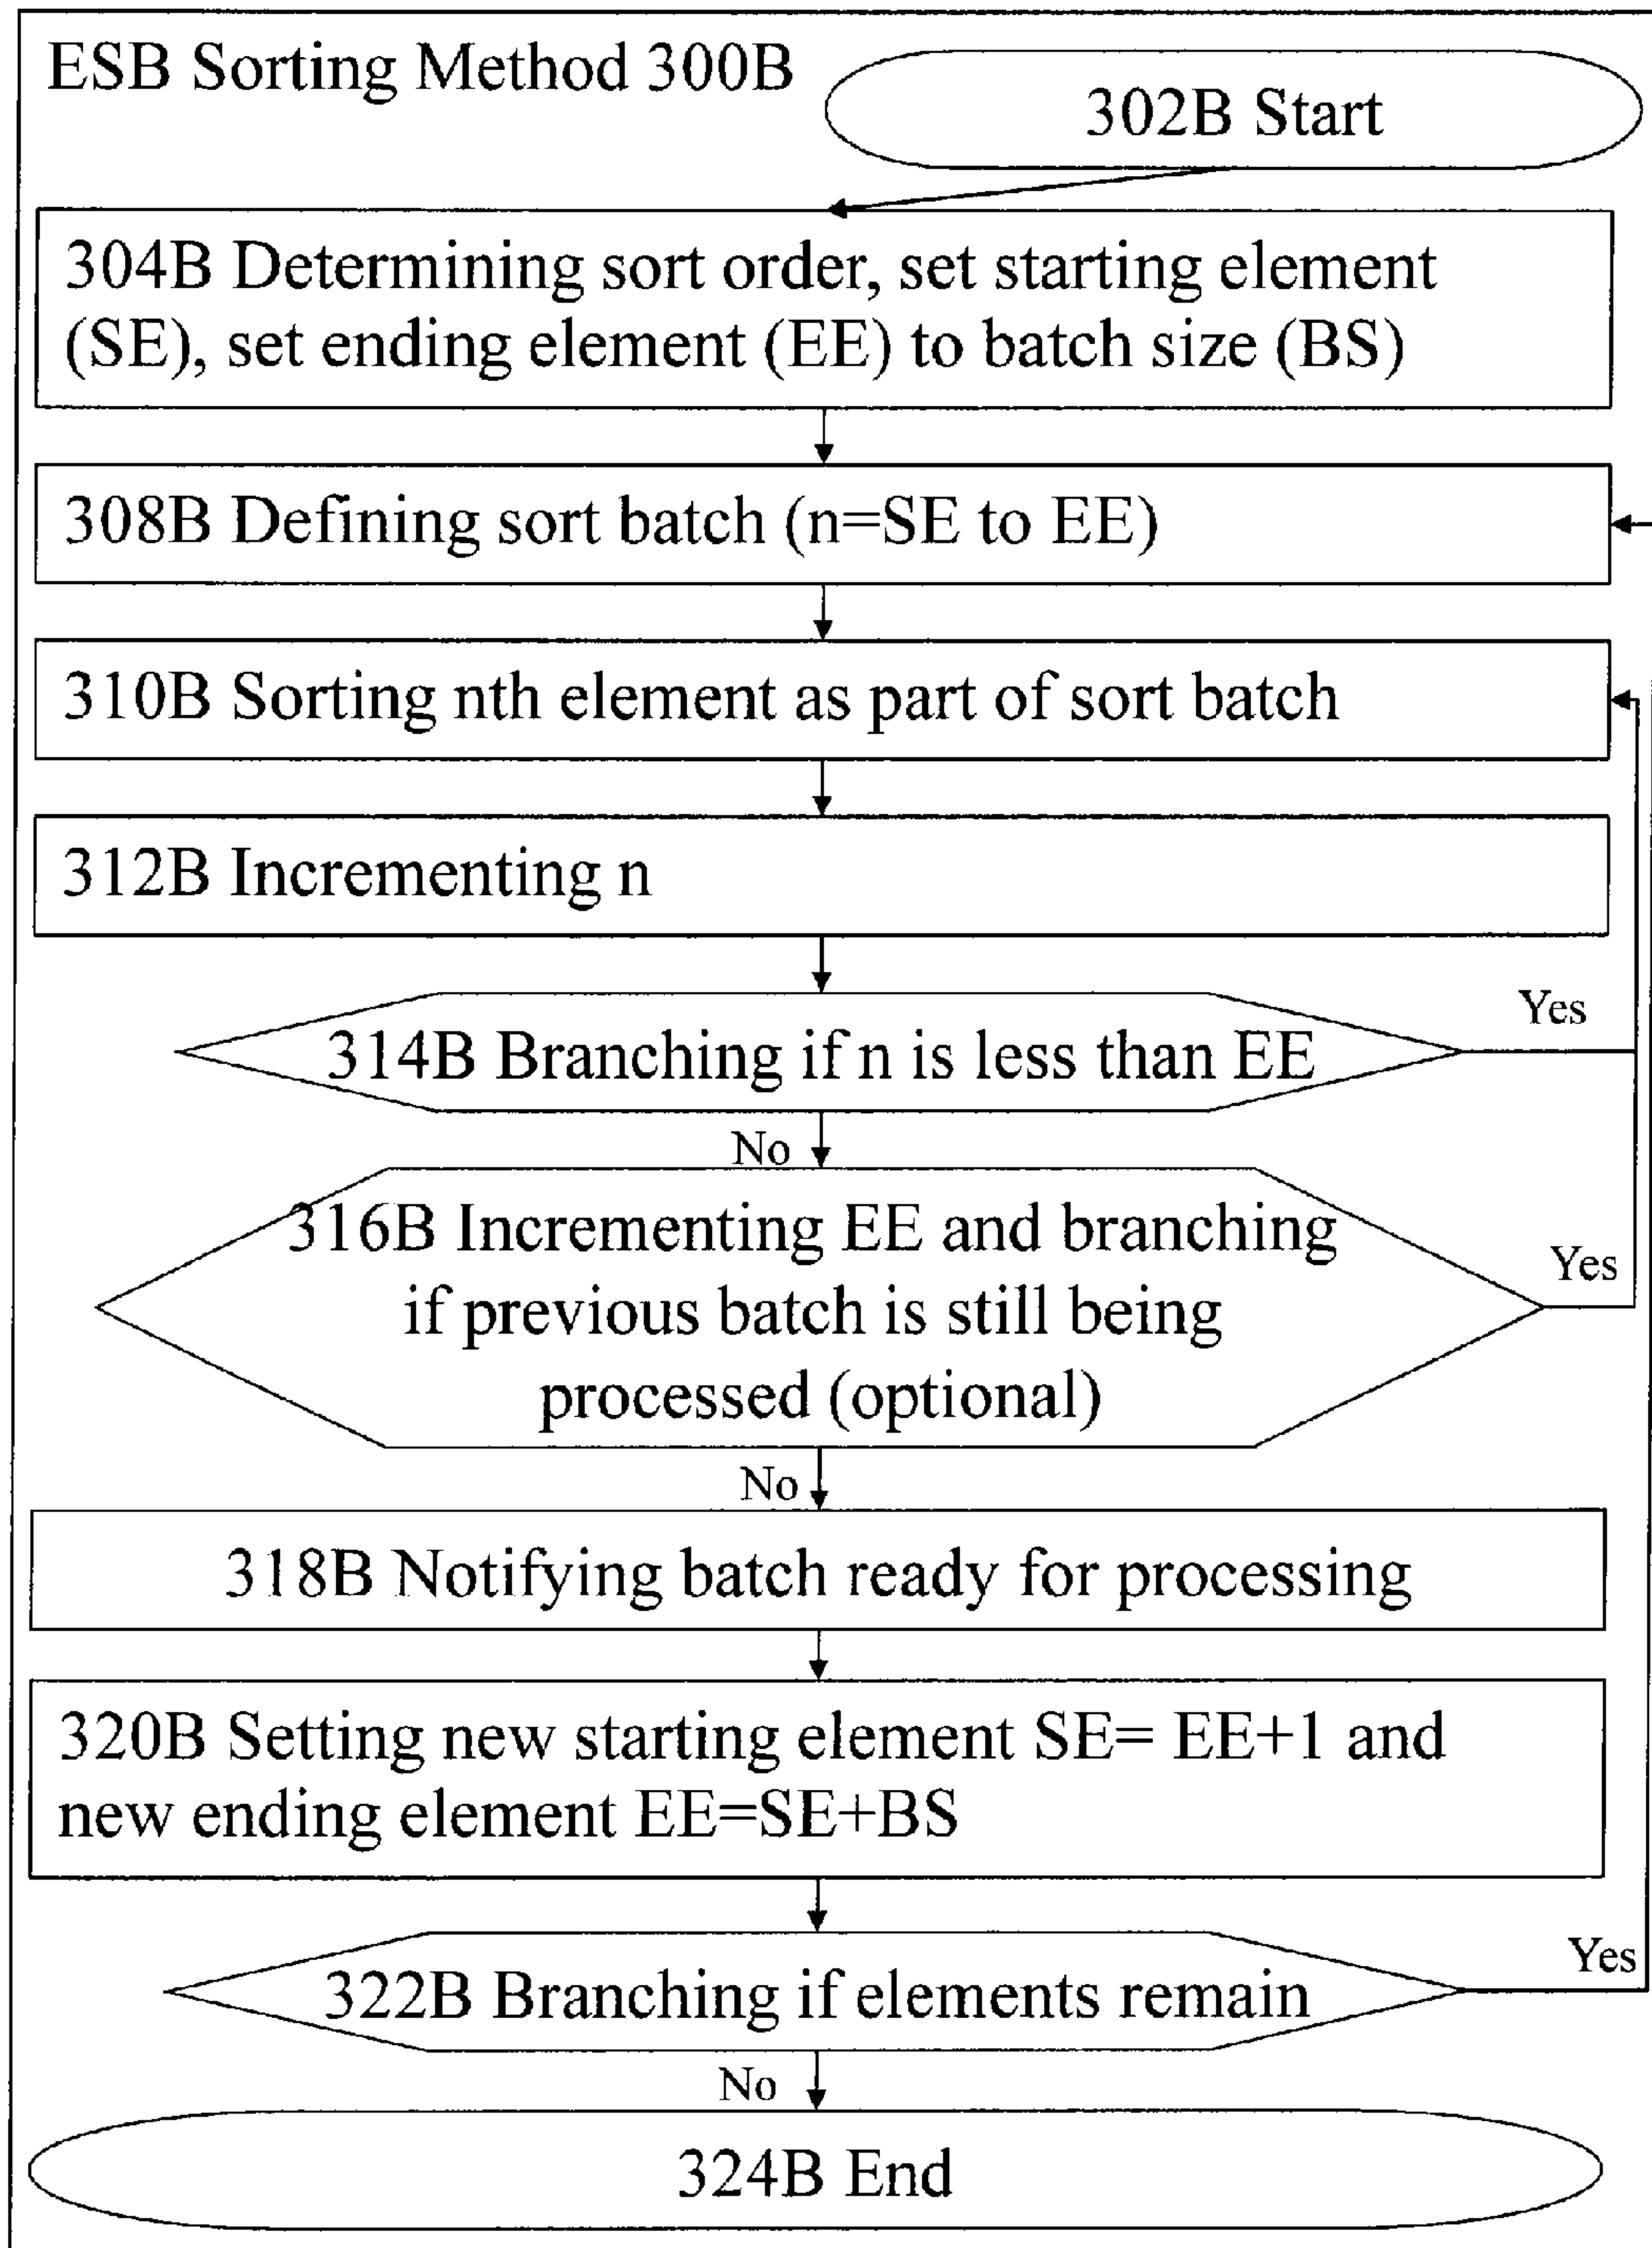 ESB Sorting Method 300B
302B Start
304B Determining sort order, set starting element
(SE), set ending element (EE) to batch size (BS)
308B Defining sort batch (n=SE to EE)
310B Sorting nth element as part of sort batch
312B Incrementing n
314B Branching if n is less than EE
Yes
No
316B Incrementing EE and branching
if previous batch is still being
processed (optional)
Yes
No
318B Notifying batch ready for processing
320B Setting new starting element SE= EE+1 and
new ending element EE=SE+BS
322B Branching if elements remain
Yes
No
324B End